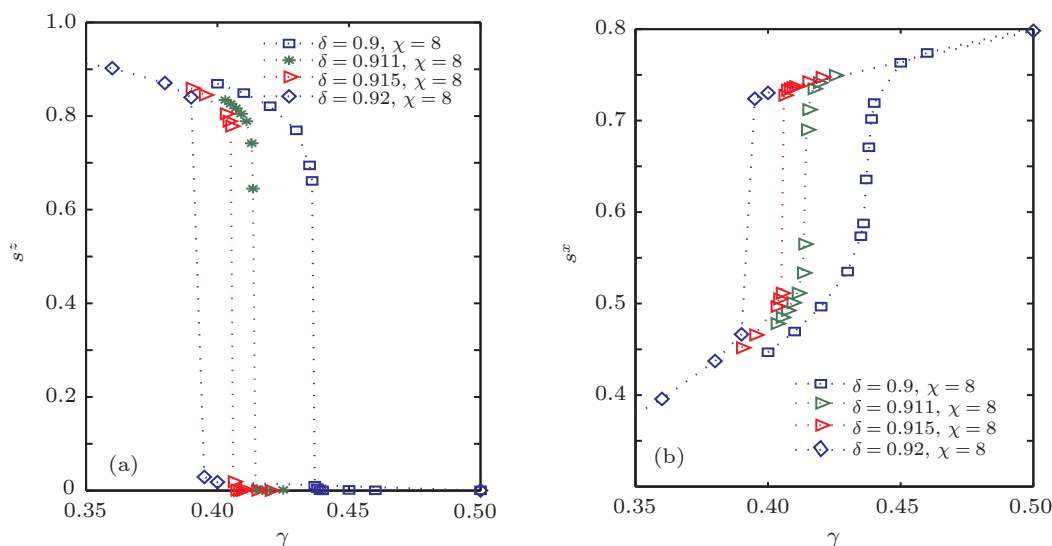 1.0
0.8
0.6
0.4
0.2
0
s^z
δ = 0.9, χ = 8
δ = 0.911, χ = 8
δ = 0.915, χ = 8
δ = 0.92, χ = 8
(a)
0.35 0.40 0.45 0.50
γ
0.8
0.7
0.6
0.5
0.4
s^x
δ = 0.9, χ = 8
δ = 0.911, χ = 8
δ = 0.915, χ = 8
δ = 0.92, χ = 8
(b)
0.35 0.40 0.45 0.50
γ